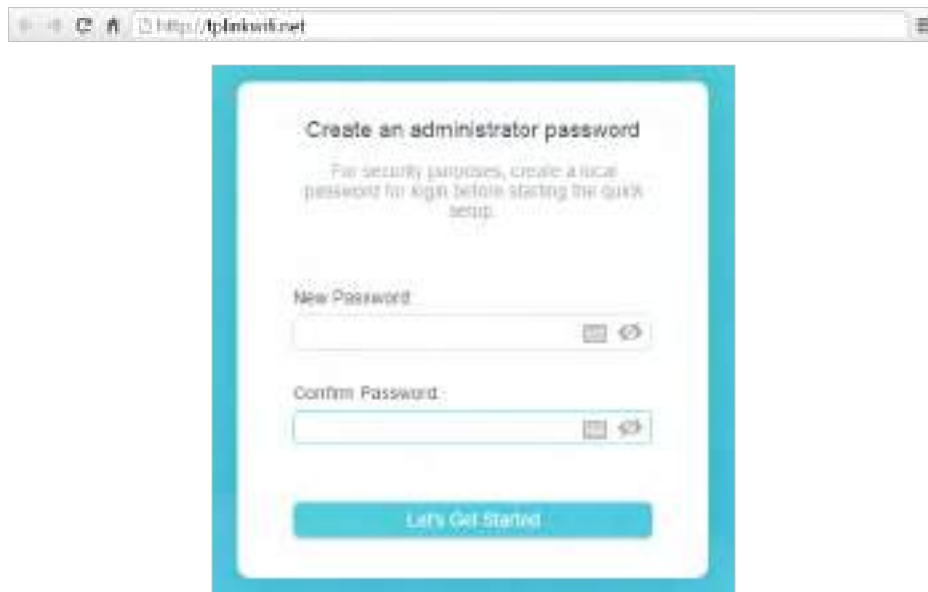 http://tplinkwifi.net
Create an administrator password
For security purposes, create a local
password for login before starting the quick
setup.
New Password
Confirm Password
Let's Get Started